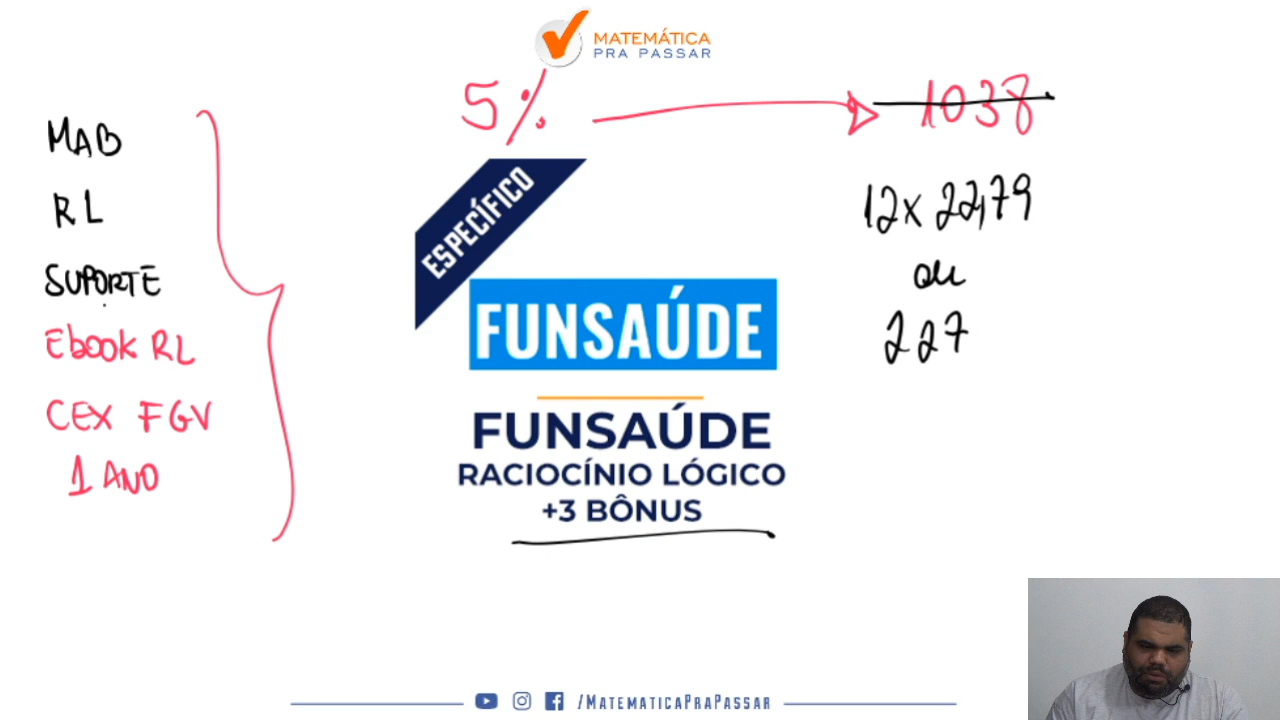 MATEMÁTICA
PRA PASSAR
5%
1038
MAB
RL
SUPORTE
Ebook RL
CEX FGV
1 ANO
ESPECÍFICO
FUNSAÚDE
FUNSAÚDE
RACIOCÍNIO LÓGICO
+3 BÔNUS
12x 22,79
ou
227
/MATEMATICAPRAPASSAR